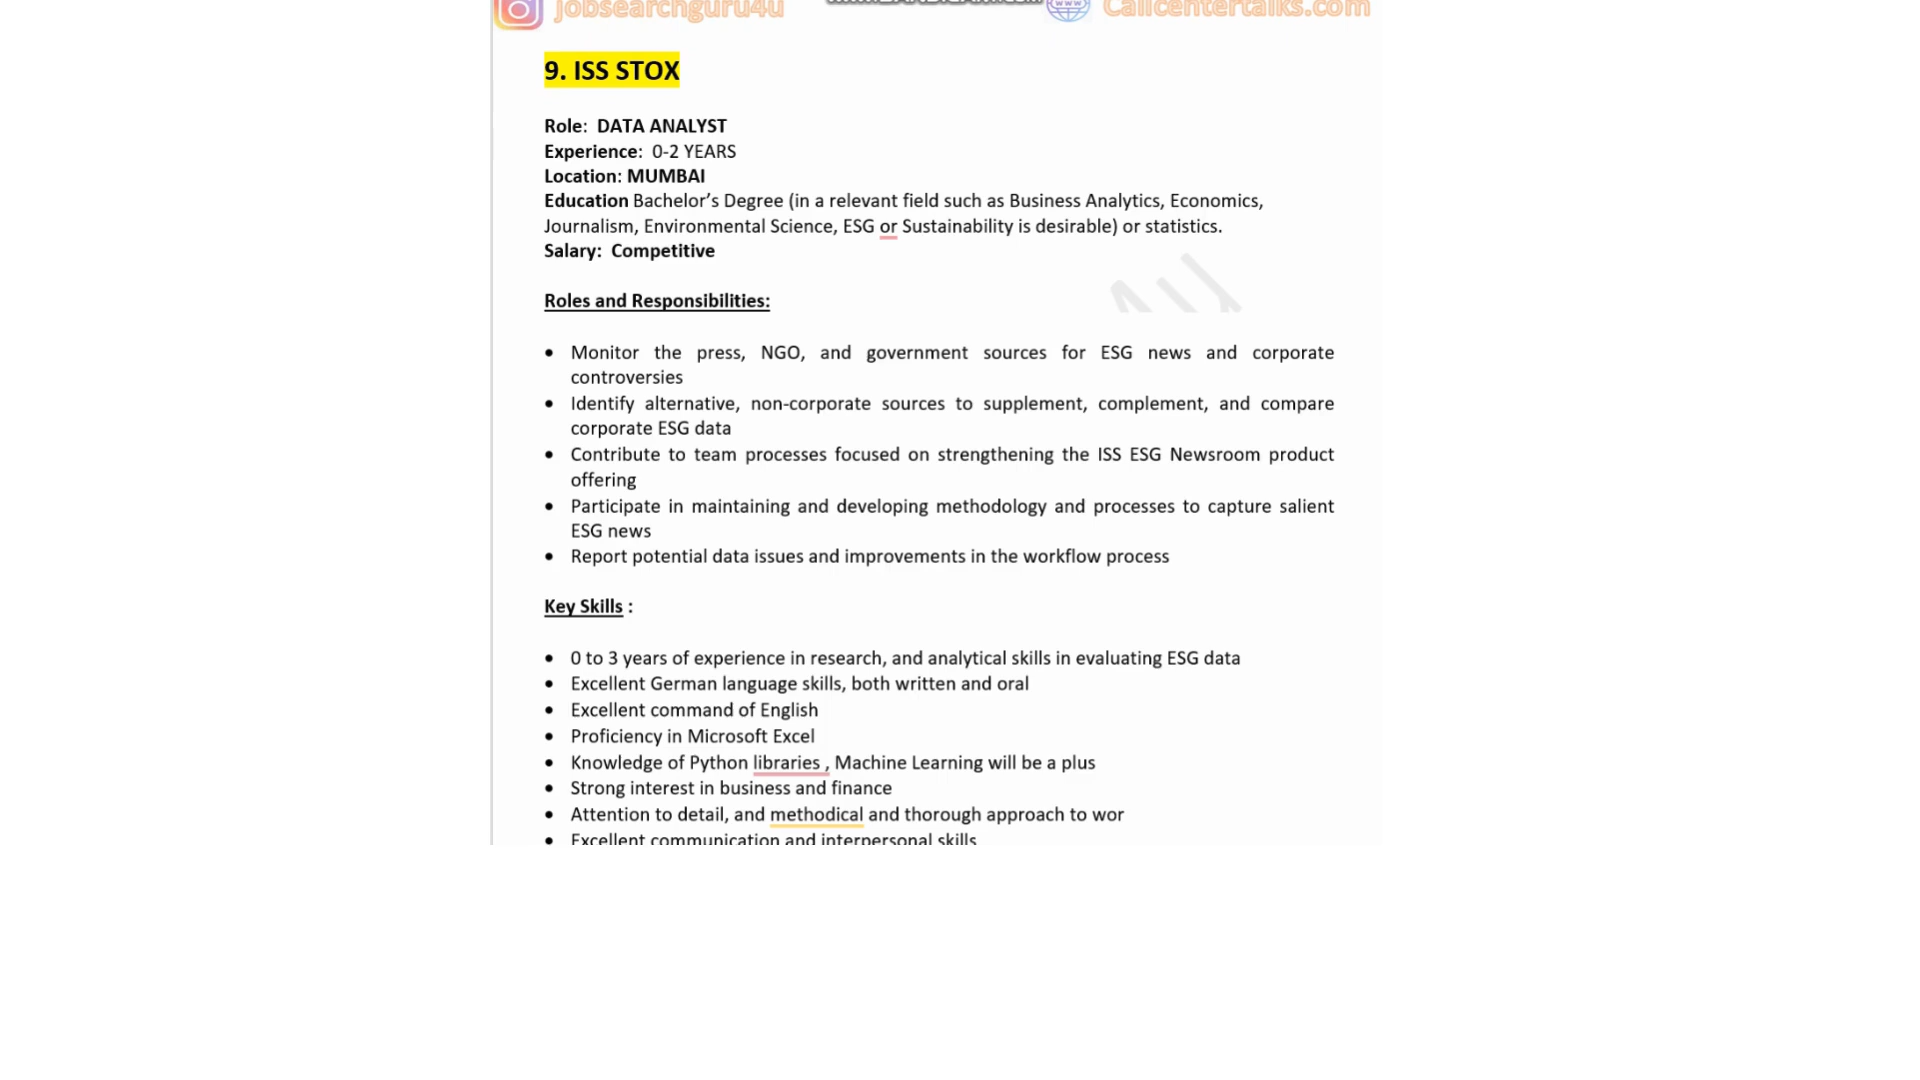 jobsearchguru4u
Callcentertalks.com
9. ISS STOX
Role: DATA ANALYST
Experience: 0-2 YEARS
Location: MUMBAI
Education Bachelor’s Degree (in a relevant field such as Business Analytics, Economics,
Journalism, Environmental Science, ESG or Sustainability is desirable) or statistics.
Salary: Competitive
Roles and Responsibilities:
• Monitor the press, NGO, and government sources for ESG news and corporate
controversies
• Identify alternative, non-corporate sources to supplement, complement, and compare
corporate ESG data
• Contribute to team processes focused on strengthening the ISS ESG Newsroom product
offering
• Participate in maintaining and developing methodology and processes to capture salient
ESG news
• Report potential data issues and improvements in the workflow process
Key Skills :
• 0 to 3 years of experience in research, and analytical skills in evaluating ESG data
• Excellent German language skills, both written and oral
• Excellent command of English
• Proficiency in Microsoft Excel
• Knowledge of Python libraries , Machine Learning will be a plus
• Strong interest in business and finance
• Attention to detail, and methodical and thorough approach to wor
• Excellent communication and interpersonal skills